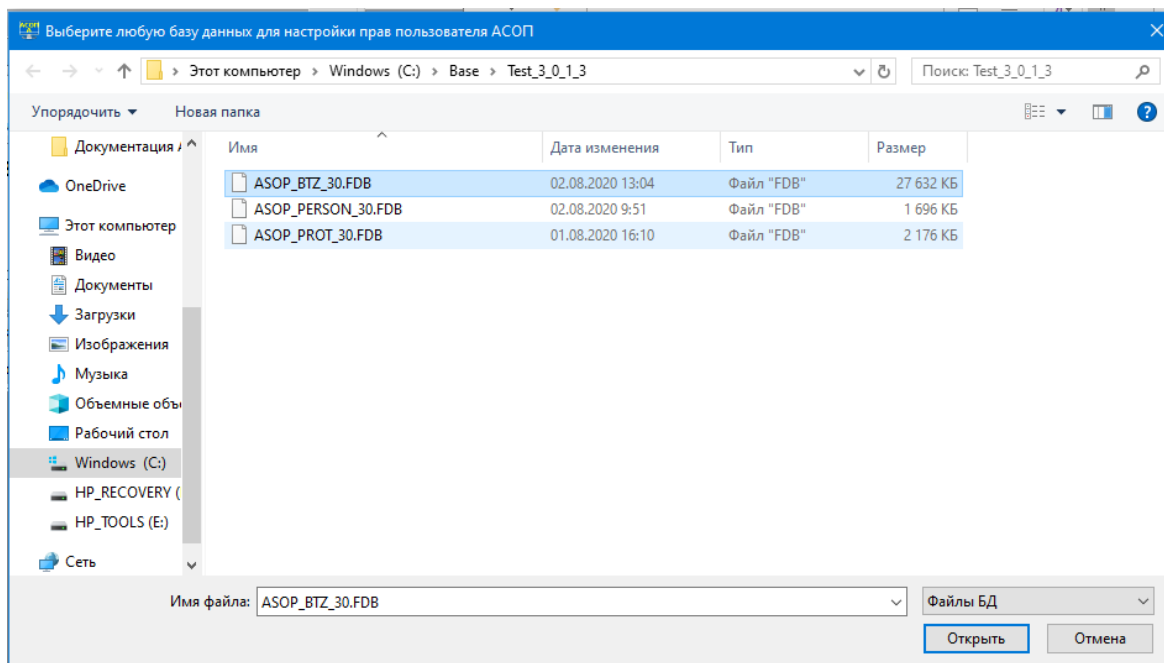 АСОП Выберите любую базу данных для настройки прав пользователя АСОП
Этот компьютер > Windows (C:) > Base > Test_3_0_1_3
Поиск: Test_3_0_1_3
Упорядочить Новая папка
Документация
Имя Дата изменения Тип Размер
ASOP_BTZ_30.FDB 02.08.2020 13:04 Файл "FDB" 27 632 КБ
ASOP_PERSON_30.FDB 02.08.2020 9:51 Файл "FDB" 1 696 КБ
ASOP_PROT_30.FDB 01.08.2020 16:10 Файл "FDB" 2 176 КБ
OneDrive
Этот компьютер
Видео
Документы
Загрузки
Изображения
Музыка
Объемные объ
Рабочий стол
Windows (C:)
HP_RECOVERY (
HP_TOOLS (E:)
Сеть
Имя файла: ASOP_BTZ_30.FDB
Файлы БД
Открыть Отмена